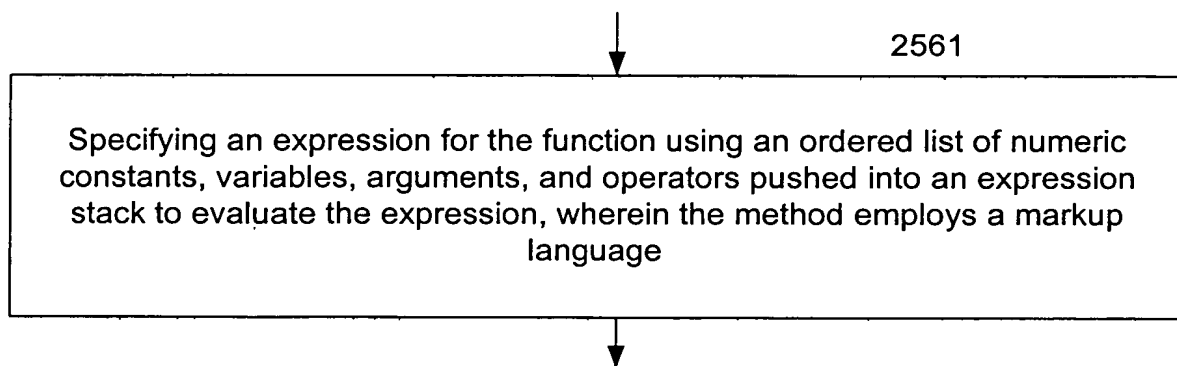 2561
Specifying an expression for the function using an ordered list of numeric
constants, variables, arguments, and operators pushed into an expression
stack to evaluate the expression, wherein the method employs a markup
language